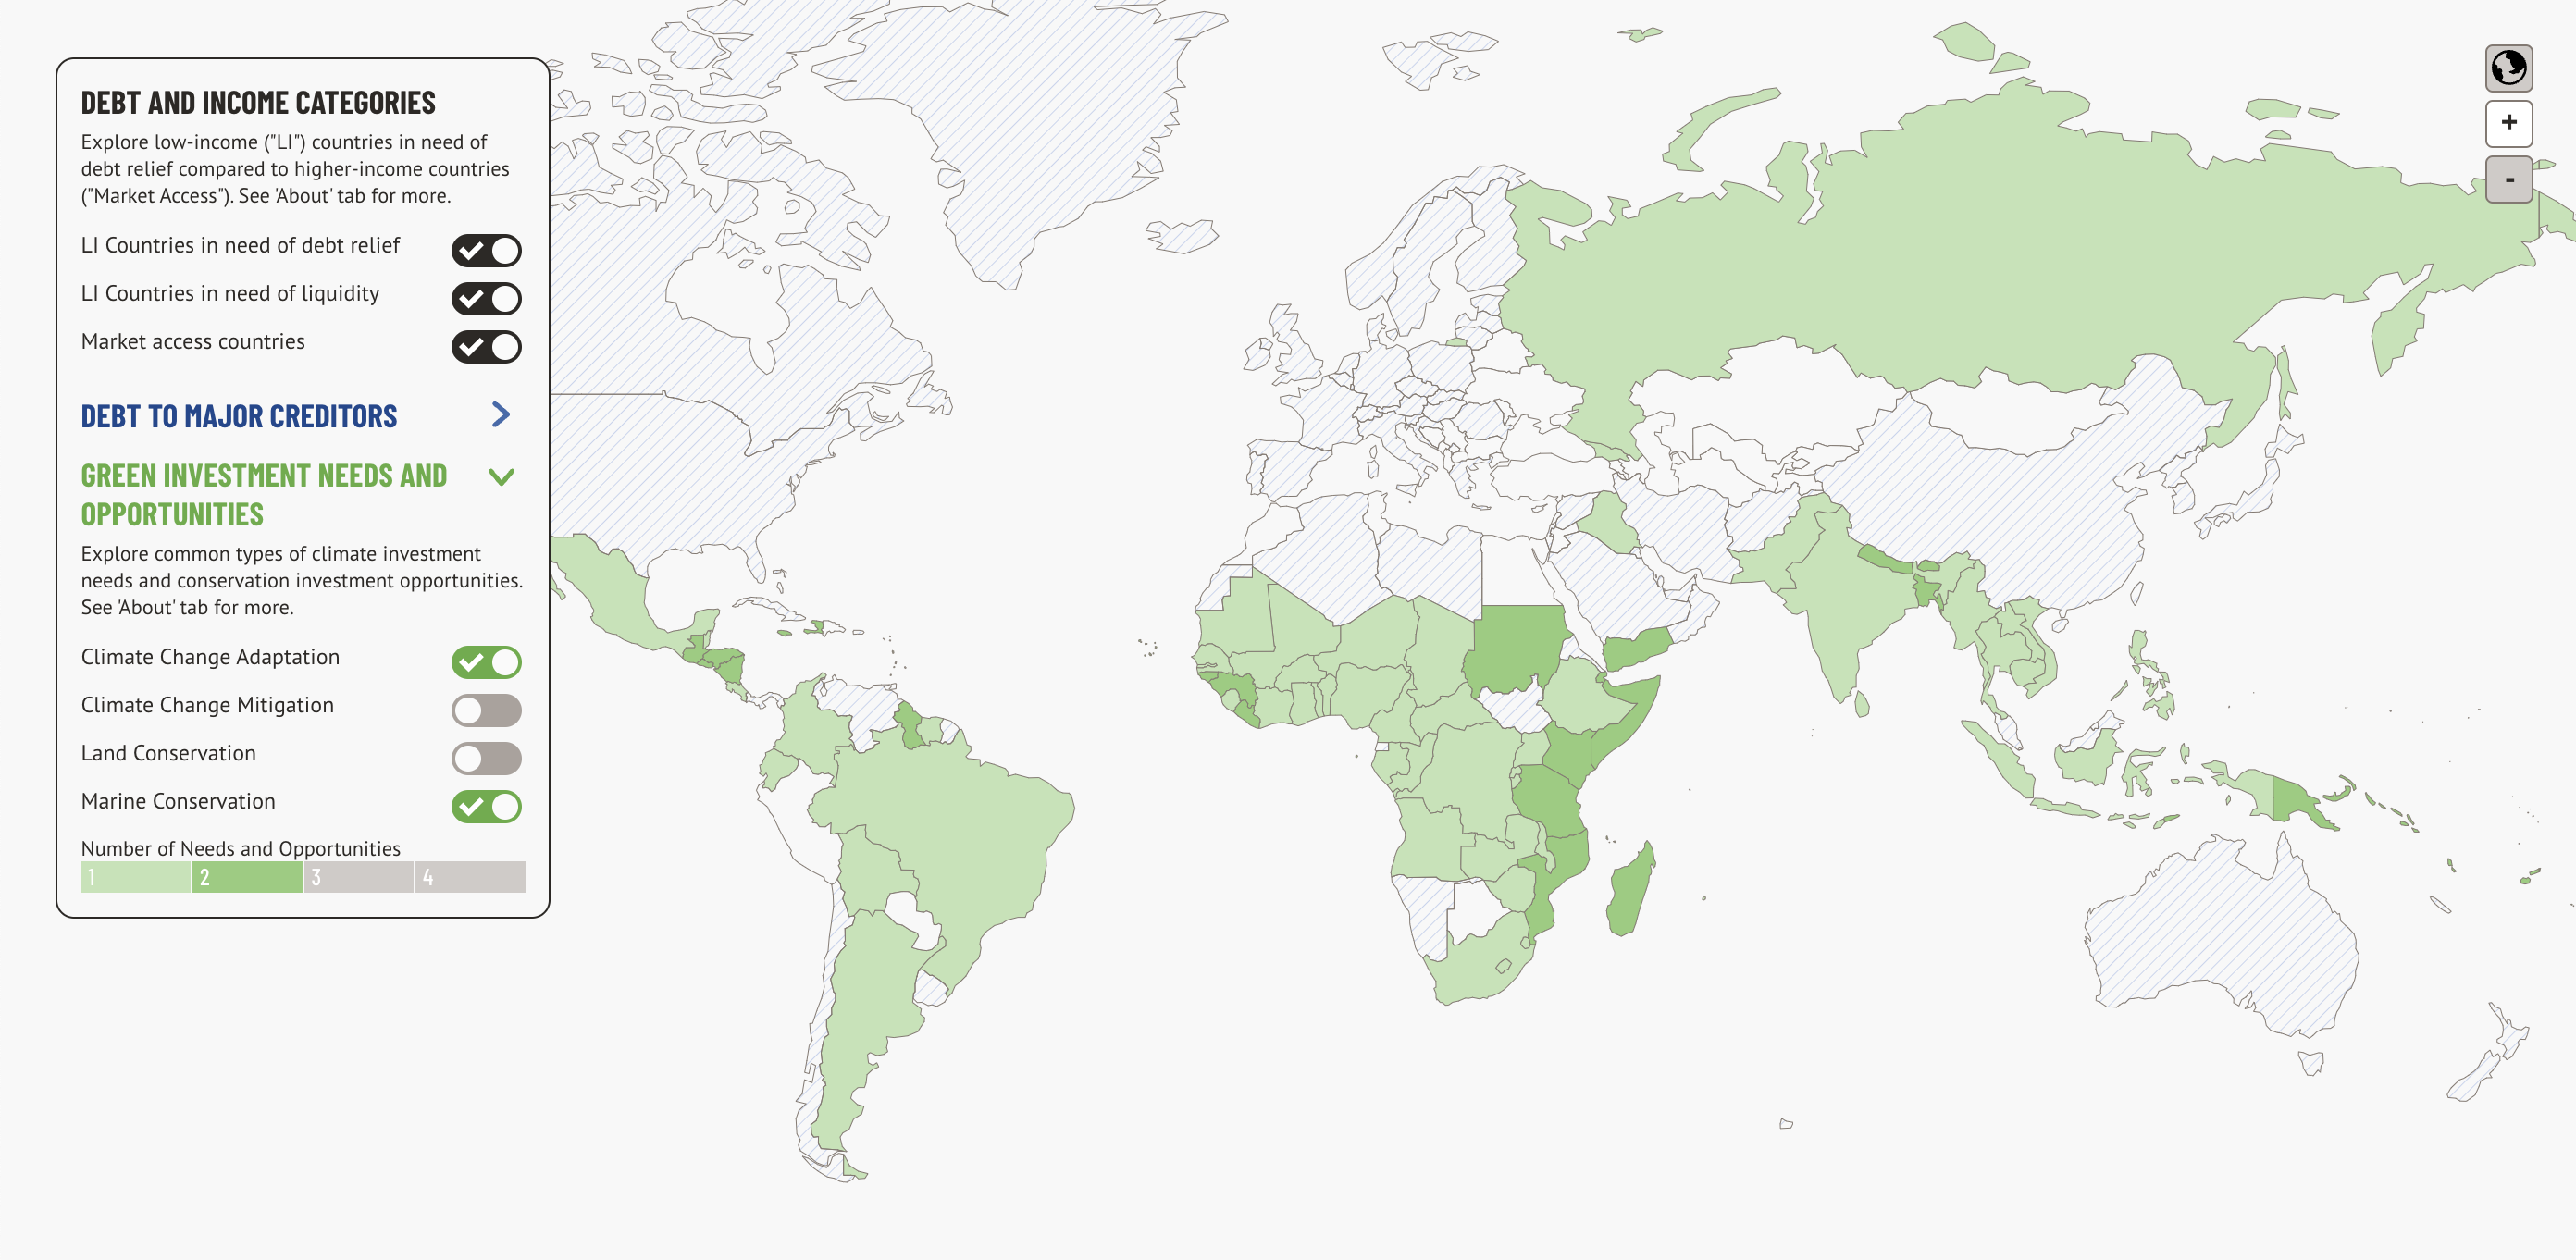 DEBT AND INCOME CATEGORIES
Explore low-income ("LI") countries in need of
debt relief compared to higher-income countries
("Market Access"). See 'About' tab for more.
LI Countries in need of debt relief
LI Countries in need of liquidity
Market access countries
DEBT TO MAJOR CREDITORS
GREEN INVESTMENT NEEDS AND
OPPORTUNITIES
Explore common types of climate investment
needs and conservation investment opportunities.
See 'About' tab for more.
Climate Change Adaptation
Climate Change Mitigation
Land Conservation
Marine Conservation
Number of Needs and Opportunities
1 2 3 4
+
-